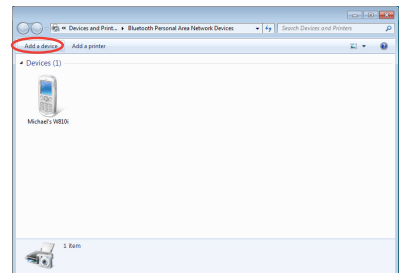 « Devices and Print... ▸ Bluetooth Personal Area Network Devices
Search Devices and Printers
Add a device
Add a printer
Devices (1)
Michael's W810i
1 item